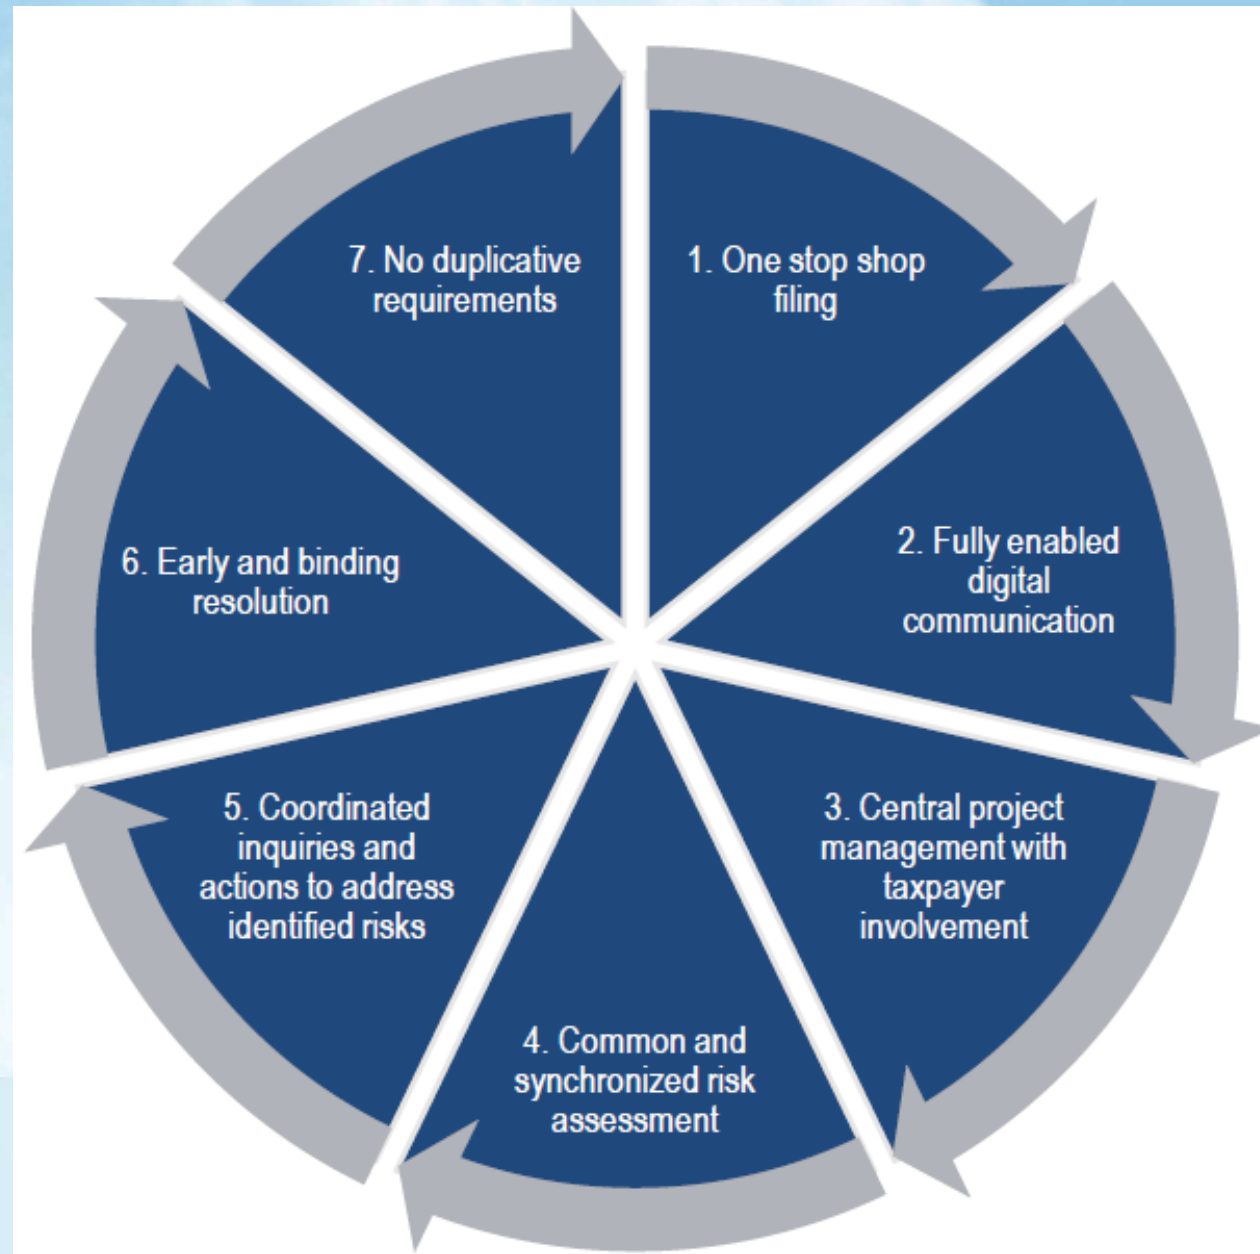 1. One stop shop
filing
2. Fully enabled
digital
communication
3. Central project
management with
taxpayer
involvement
4. Common and
synchronized risk
assessment
5. Coordinated
inquiries and
actions to address
identified risks
6. Early and binding
resolution
7. No duplicative
requirements